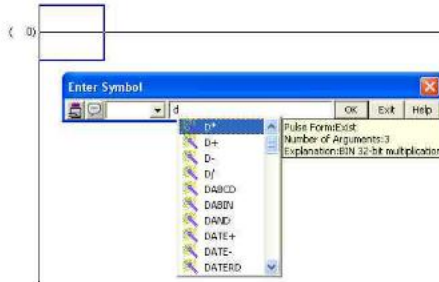 ( 0)
Enter Symbol
d
OK Exit Help
D*
D+
D-
D/
DABCD
DABIN
DAND
DATE+
DATE-
DATERD
Pulse Form:Exist
Number of Arguments:3
Explanation:BIN 32-bit multiplication